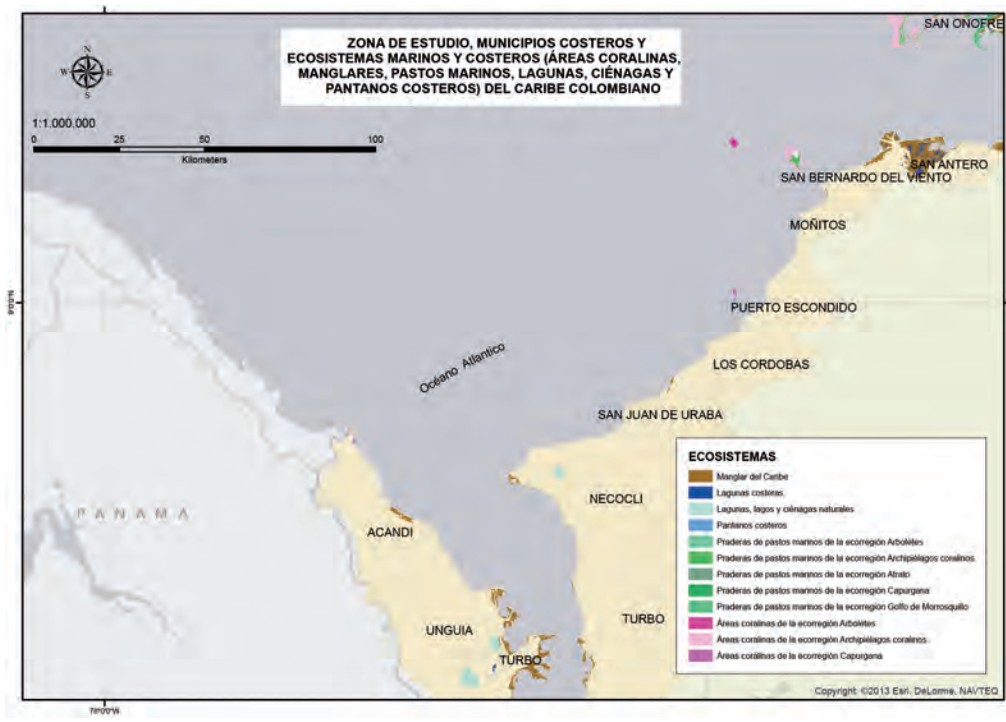 SAN ONOFRE
ZONA DE ESTUDIO, MUNICIPIOS COSTEROS Y
ECOSISTEMAS MARINOS Y COSTEROS (ÁREAS CORALINAS,
MANGLARES, PASTOS MARINOS, LAGUNAS, CIÉNAGAS Y
PANTANOS COSTEROS) DEL CARIBE COLOMBIANO
N
W E
S
1:1.000.000
0 25 50 100
Kilometers
SAN ANTERO
SAN BERNARDO DEL VIENTO
MOÑITOS
PUERTO ESCONDIDO
Océano Atlantico
LOS CORDOBAS
SAN JUAN DE URABA
NECOCLI
PANAMA
ACANDI
UNGUIA
TURBO
TURBO
ECOSISTEMAS
Manglar del Caribe
Lagunas costeras
Lagunas, lagos y ciénagas naturales
Pantanos costeros
Praderas de pastos marinos de la ecorregión Arboletes
Praderas de pastos marinos de la ecorregión Archipiélagos coralinos
Praderas de pastos marinos de la ecorregión Atrato
Praderas de pastos marinos de la ecorregión Capurgana
Praderas de pastos marinos de la ecorregión Golfo de Morrosquillo
Áreas coralinas de la ecorregión Arboletes
Áreas coralinas de la ecorregión Archipiélagos coralinos
Áreas coralinas de la ecorregión Capurgana
Copyright: ©2013 Esri, DeLorme, NAVTEQ